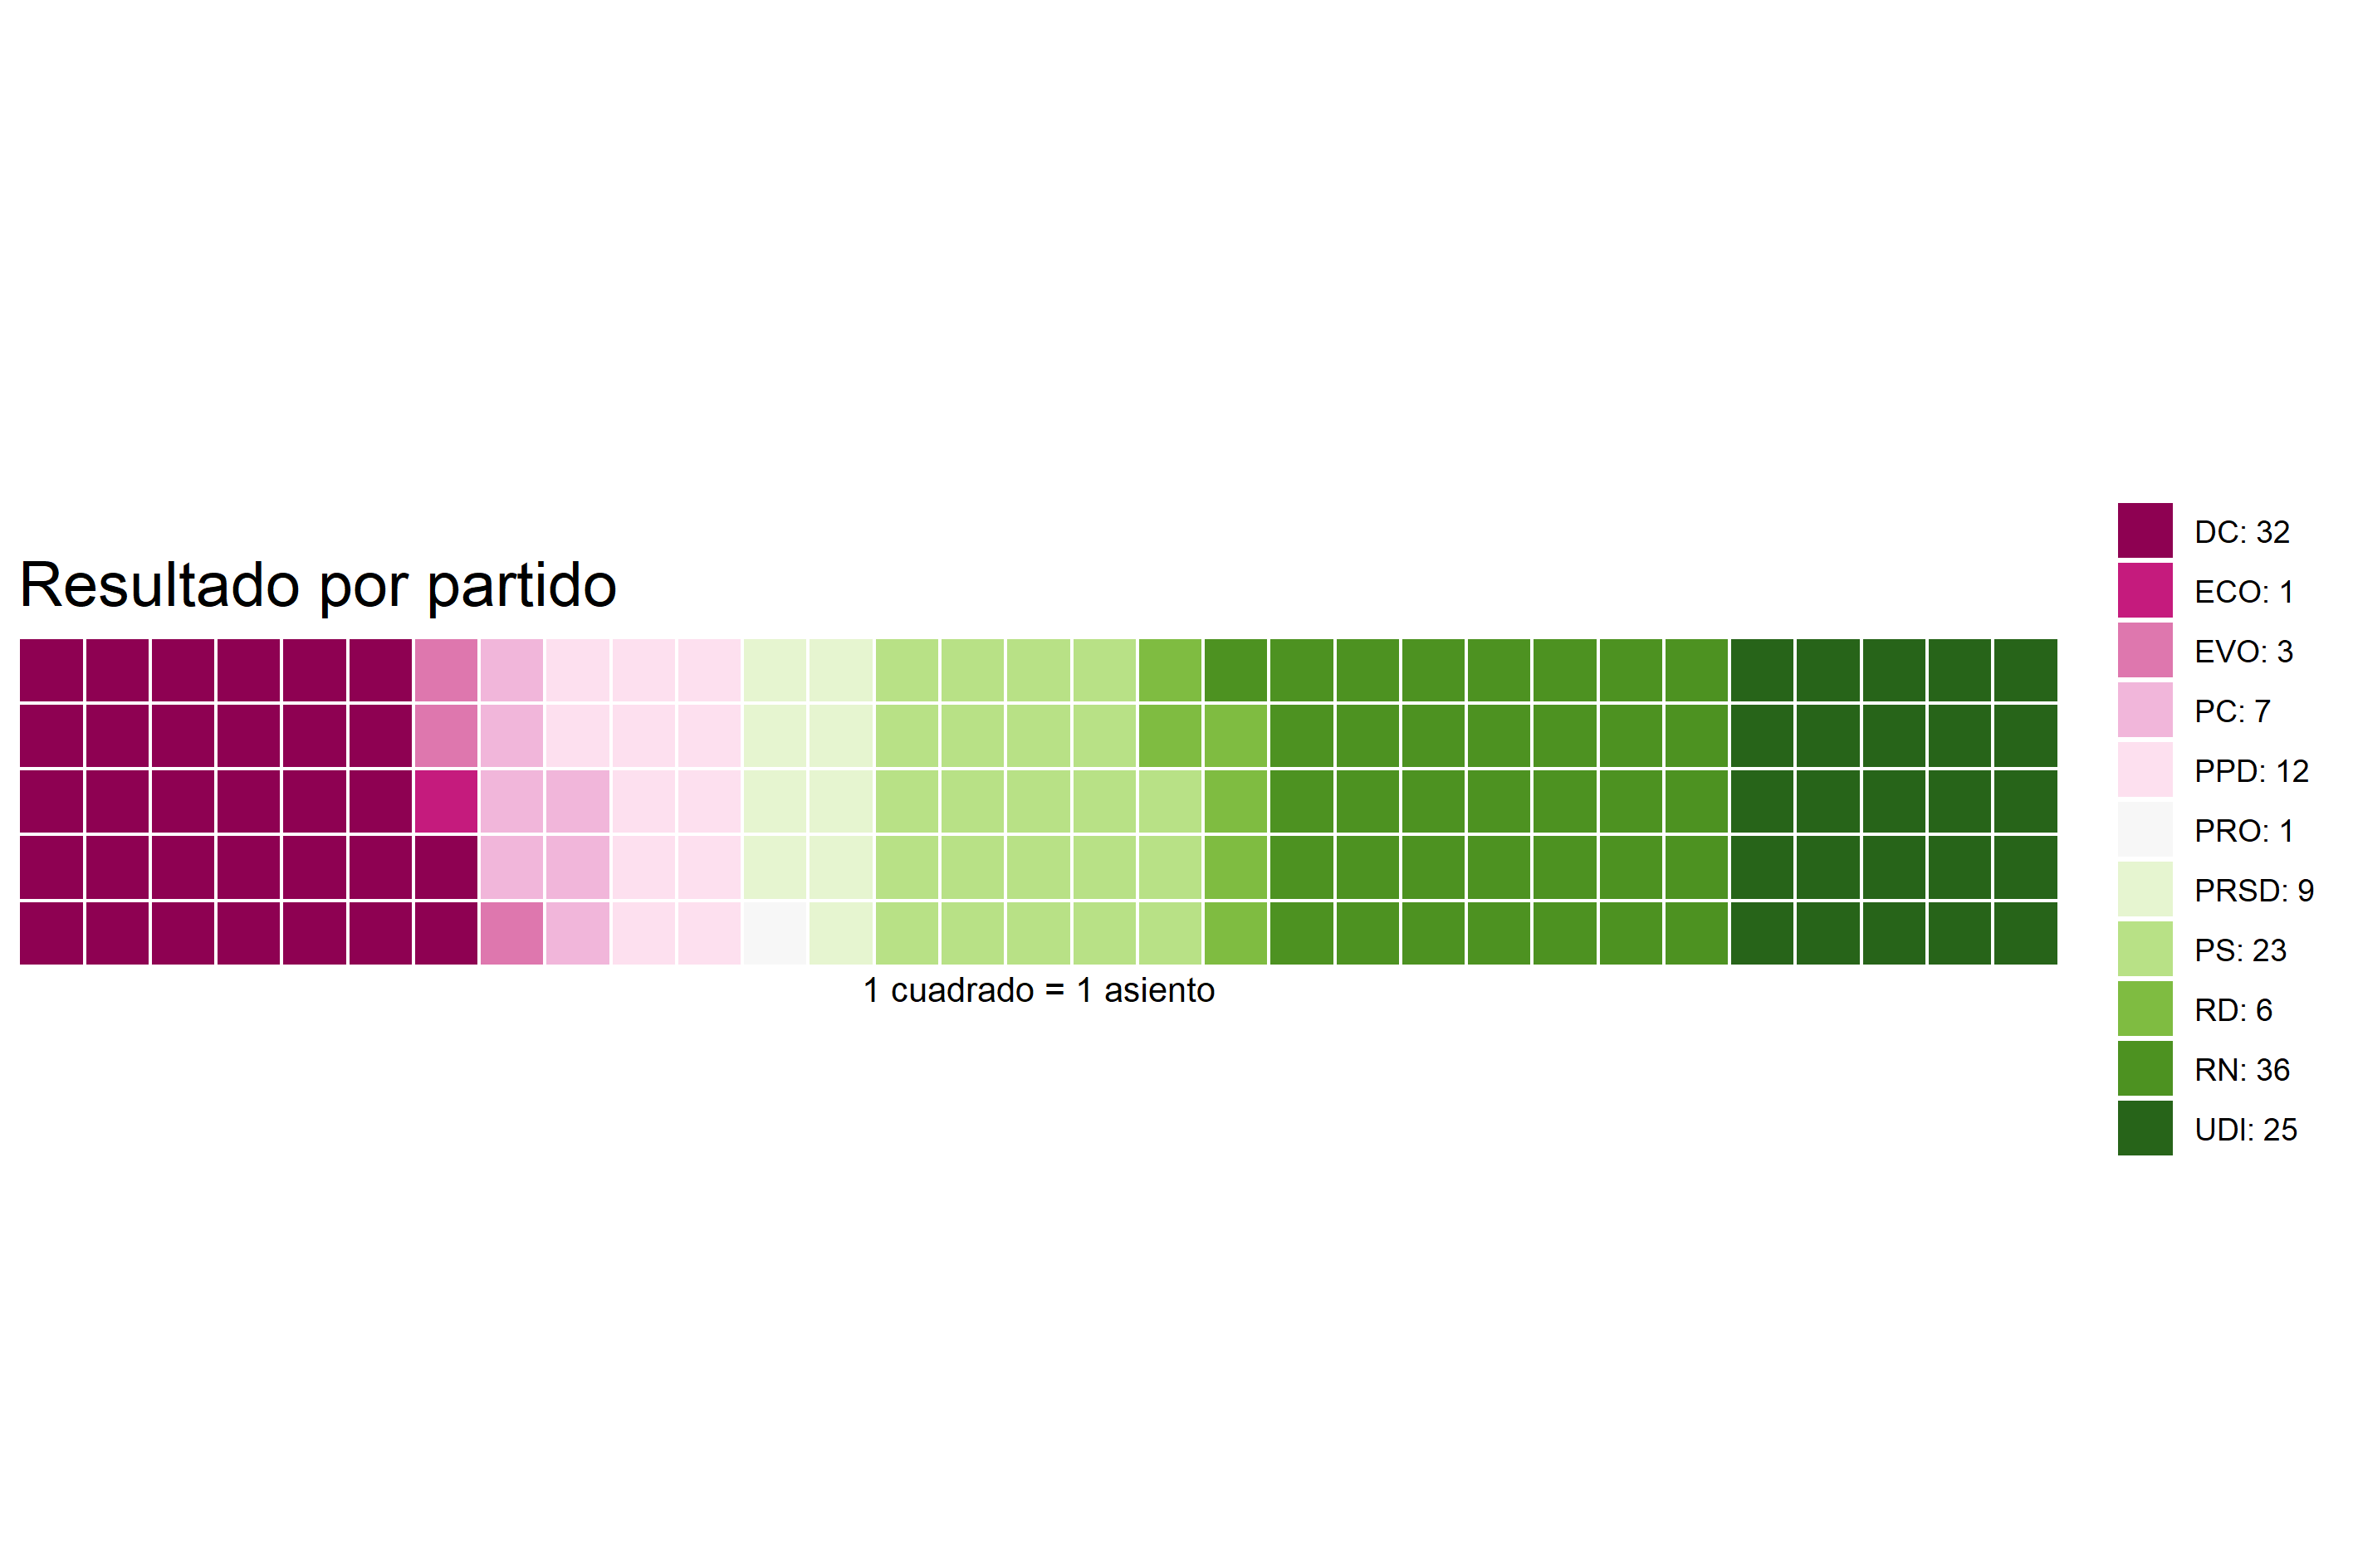 Resultado por partido
1 cuadrado = 1 asiento
DC: 32
ECO: 1
EVO: 3
PC: 7
PPD: 12
PRO: 1
PRSD: 9
PS: 23
RD: 6
RN: 36
UDI: 25